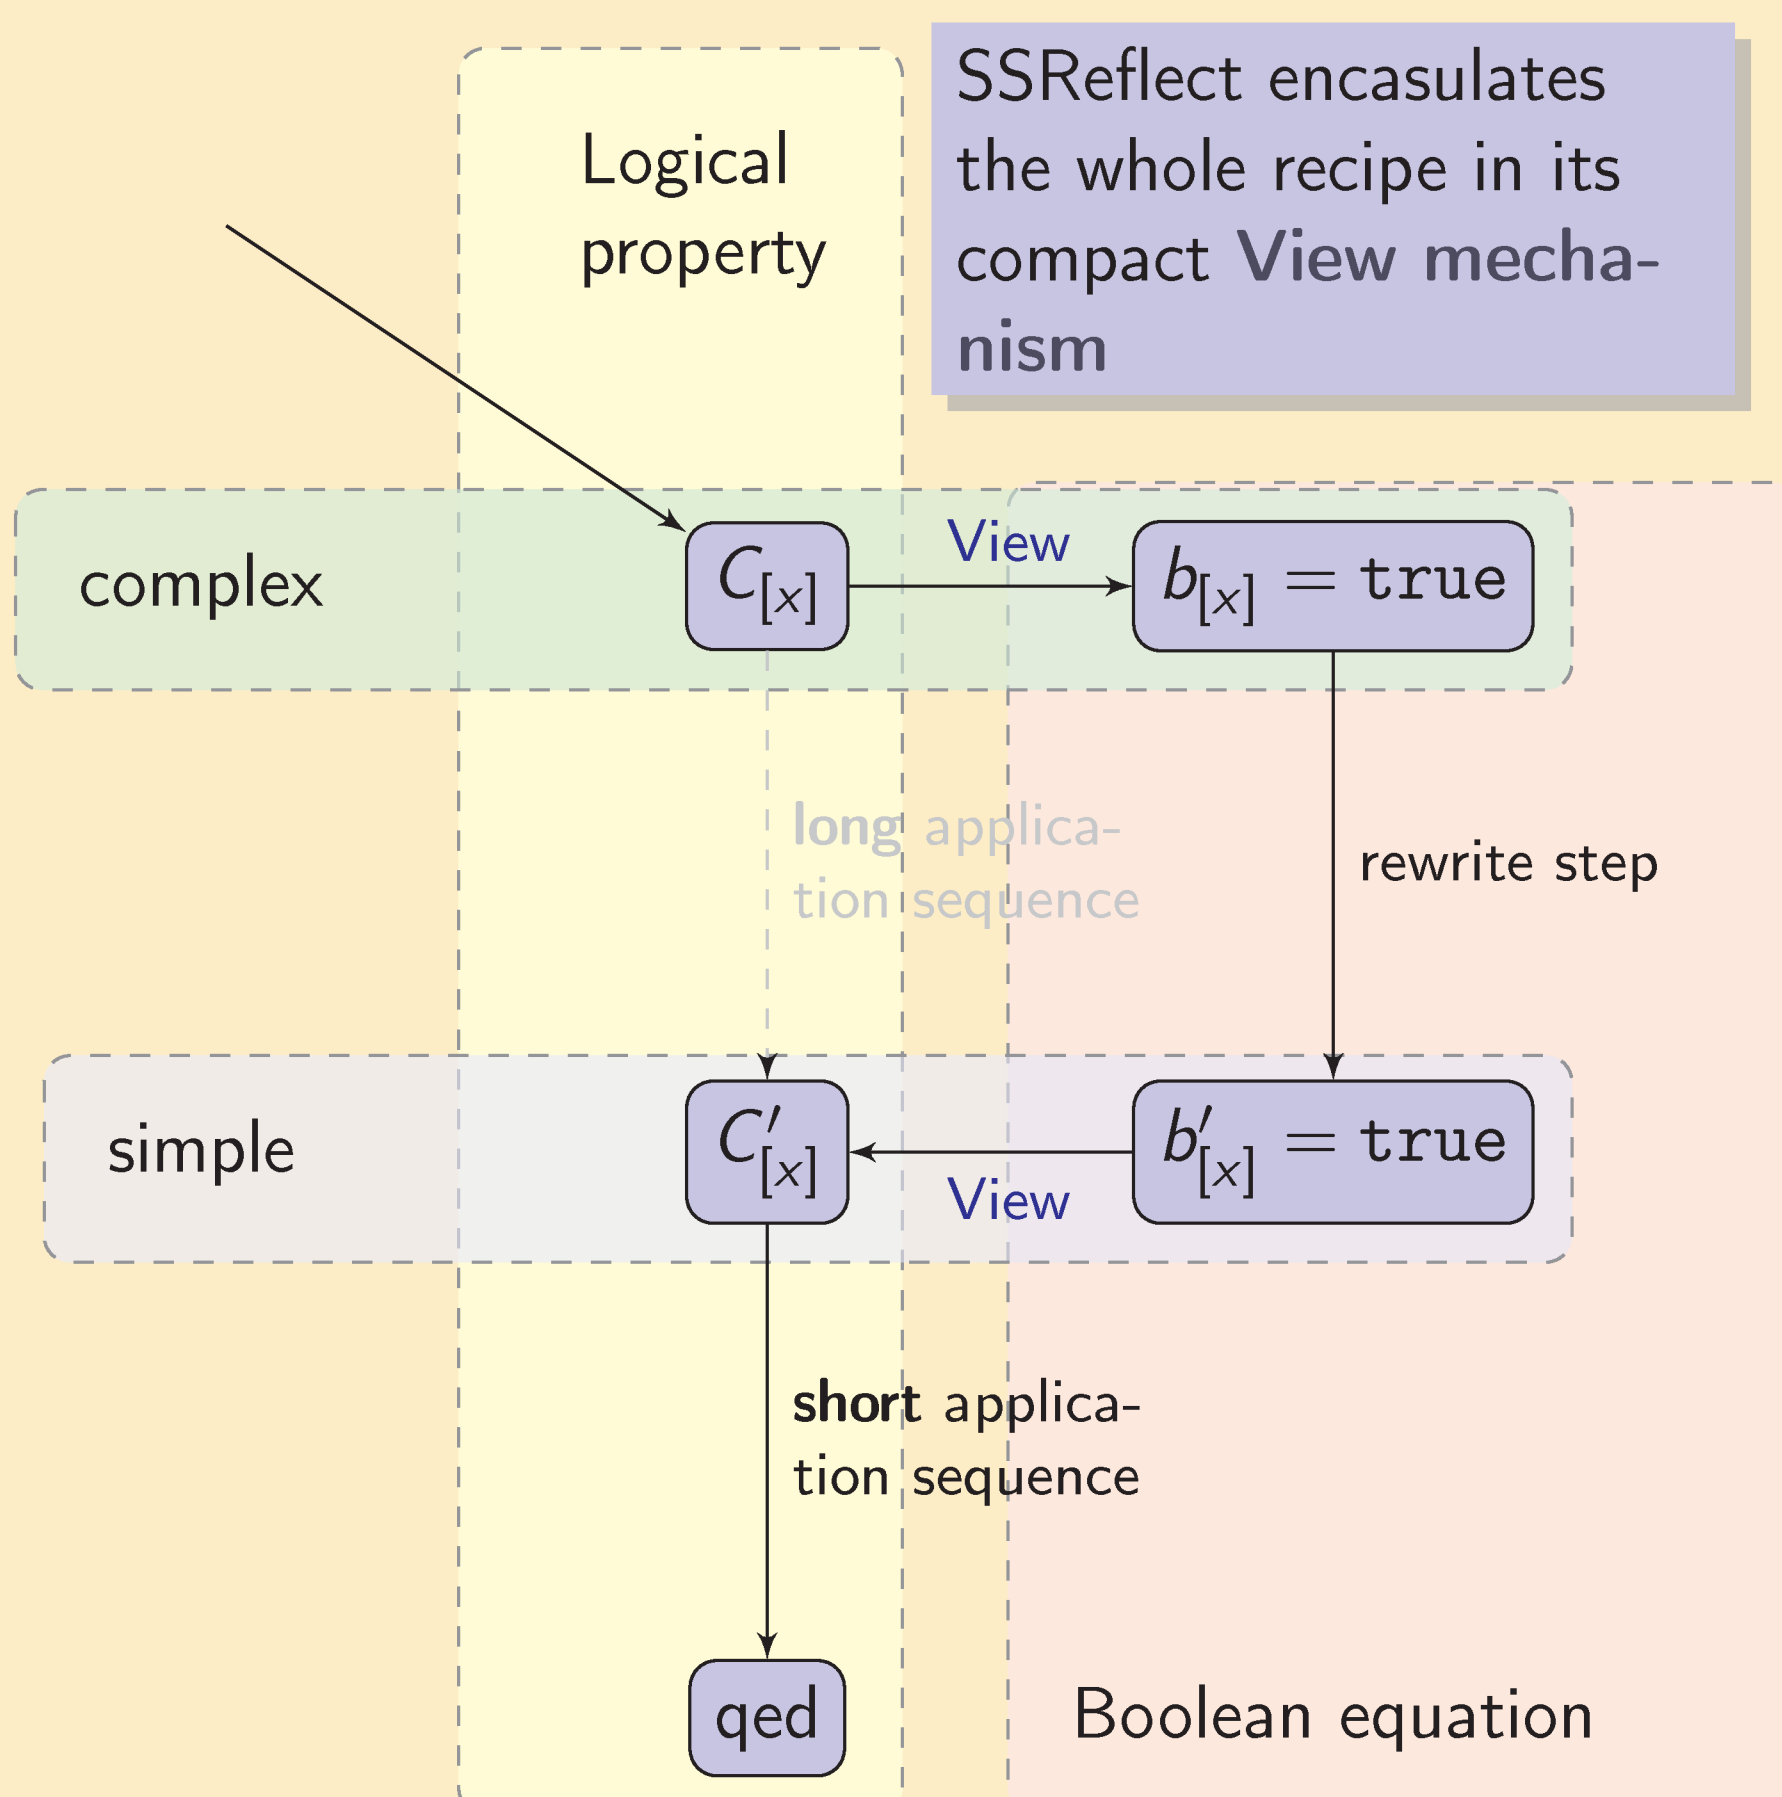 SSReflect encasulates
the whole recipe in its
compact View mecha-
nism
Logical
property
complex
C[x]
View
b[x] = true
long applica-
tion sequence
rewrite step
simple
C′[x]
View
b′[x] = true
short applica-
tion sequence
qed
Boolean equation